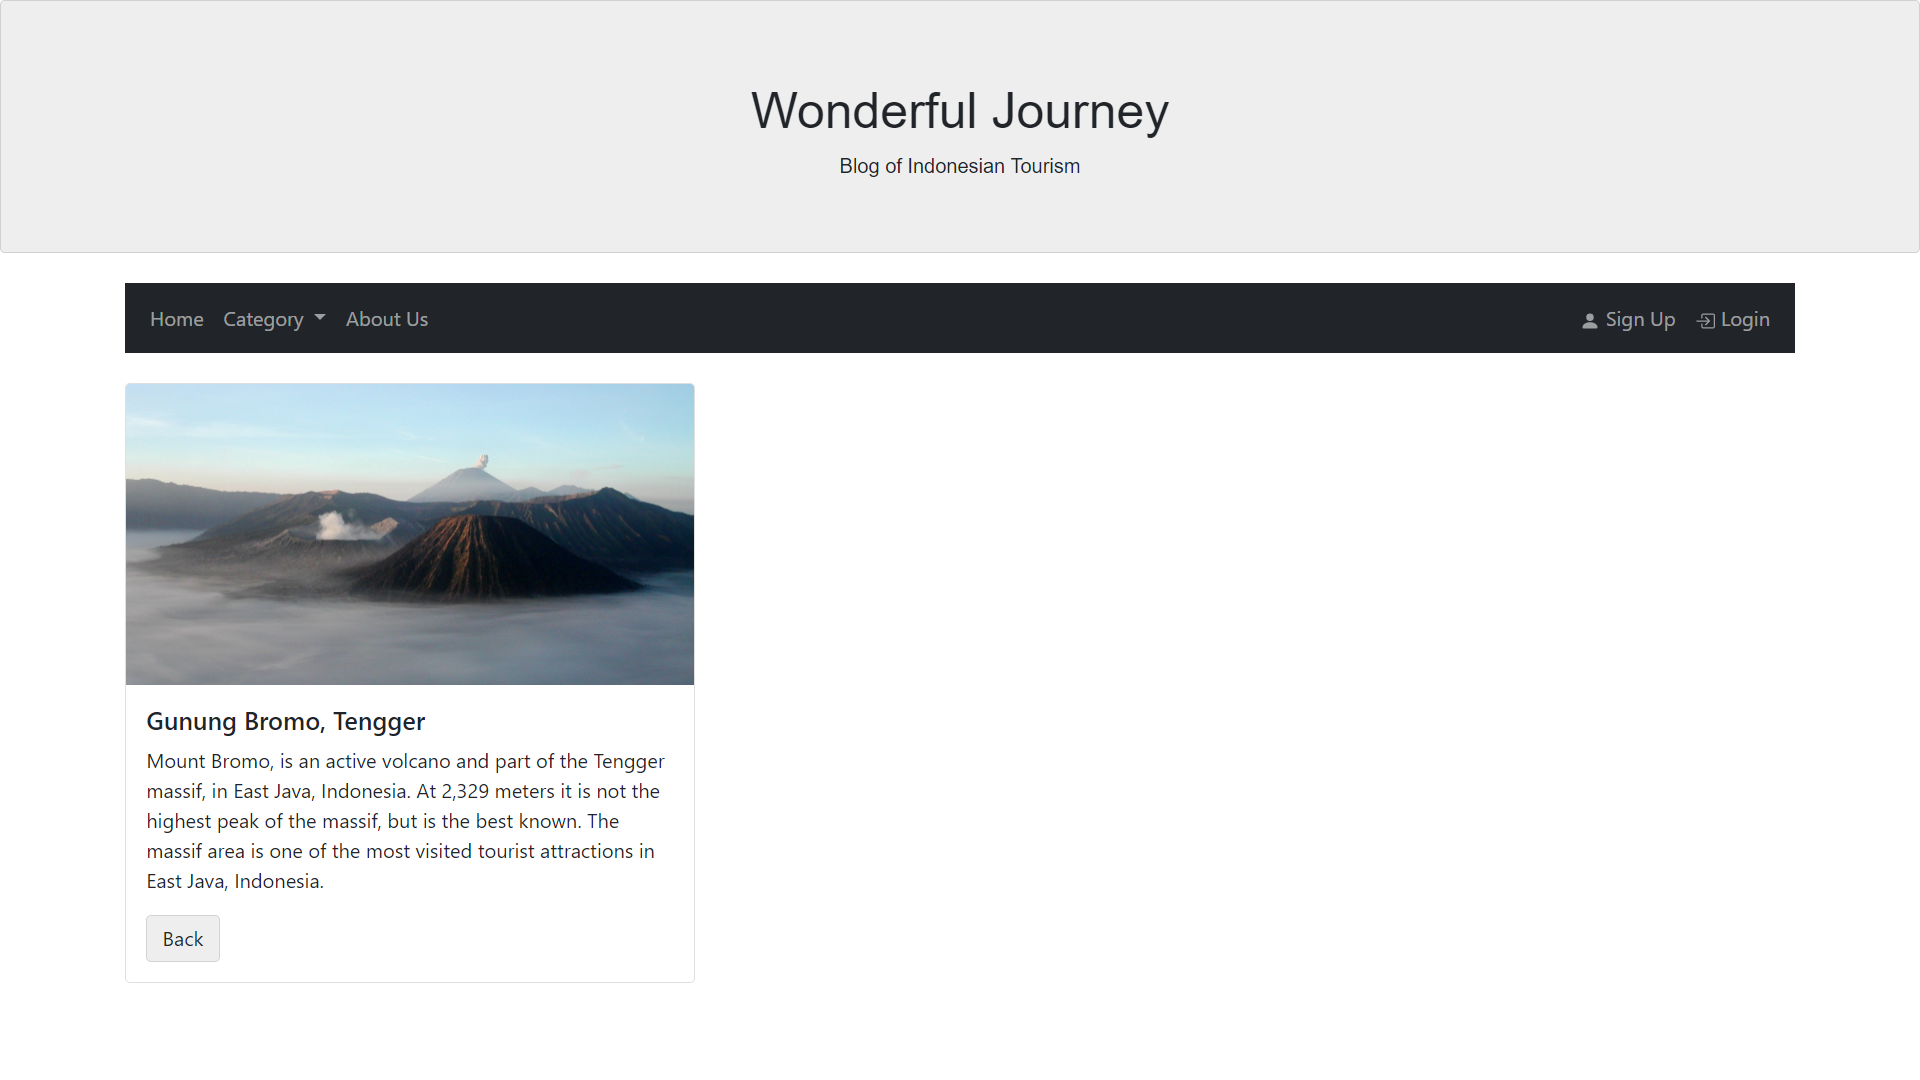 Wonderful Journey
Blog of Indonesian Tourism
Home Category About Us Sign Up Login
Gunung Bromo, Tengger
Mount Bromo, is an active volcano and part of the Tengger
massif, in East Java, Indonesia. At 2,329 meters it is not the
highest peak of the massif, but is the best known. The
massif area is one of the most visited tourist attractions in
East Java, Indonesia.
Back